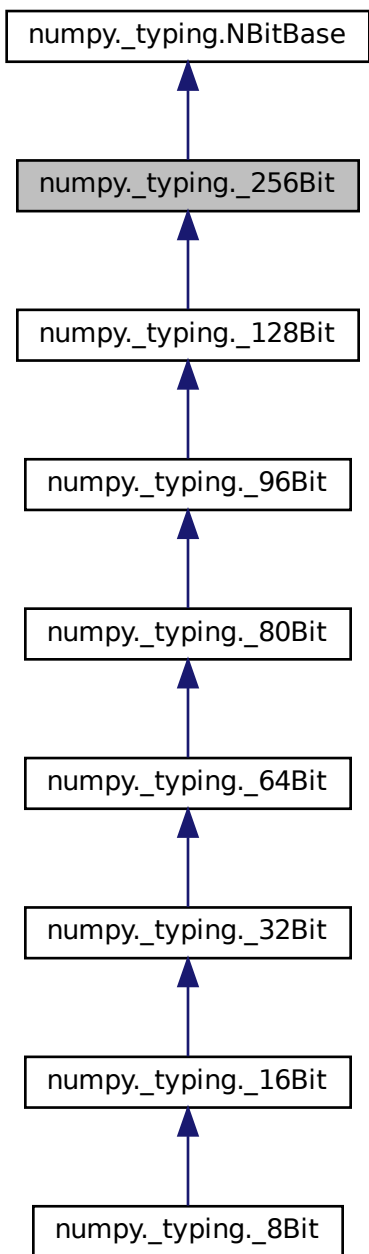 numpy._typing.NBitBase
numpy._typing._256Bit
numpy._typing._128Bit
numpy._typing._96Bit
numpy._typing._80Bit
numpy._typing._64Bit
numpy._typing._32Bit
numpy._typing._16Bit
numpy._typing._8Bit